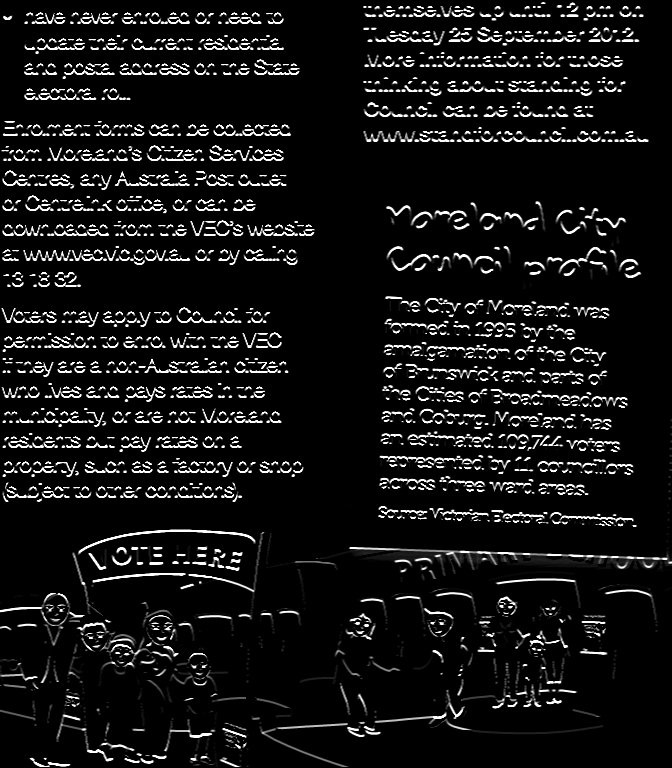 have never enrolled or need to
update their current residential
and postal address on the State
electoral roll.
Enrolment forms can be collected
from Moreland's Citizen Services
Centres, any Australia Post outlet
or Centrelink office, or can be
downloaded from the VEC's website
at www.vec.vic.gov.au or by calling
13 18 32.
Voters may apply to Council for
permission to enrol with the VEC
if they are a non-Australian citizen
who lives and pays rates in the
municipality, or are not Moreland
residents but pay rates on a
property, such as a factory or shop
(subject to other conditions).
themselves up until 12 pm on
Tuesday 25 September 2012.
More information for those
thinking about standing for
Council can be found at
www.standforcouncil.com.au
Moreland City
Council profile
The City of Moreland was
formed in 1995 by the
amalgamation of the City
of Brunswick and parts of
the Cities of Broadmeadows
and Coburg. Moreland has
an estimated 109,744 voters
represented by 11 councillors
across three ward areas.
Source: Victorian Electoral Commission.
VOTE HERE
PRIMARY SCHOOL